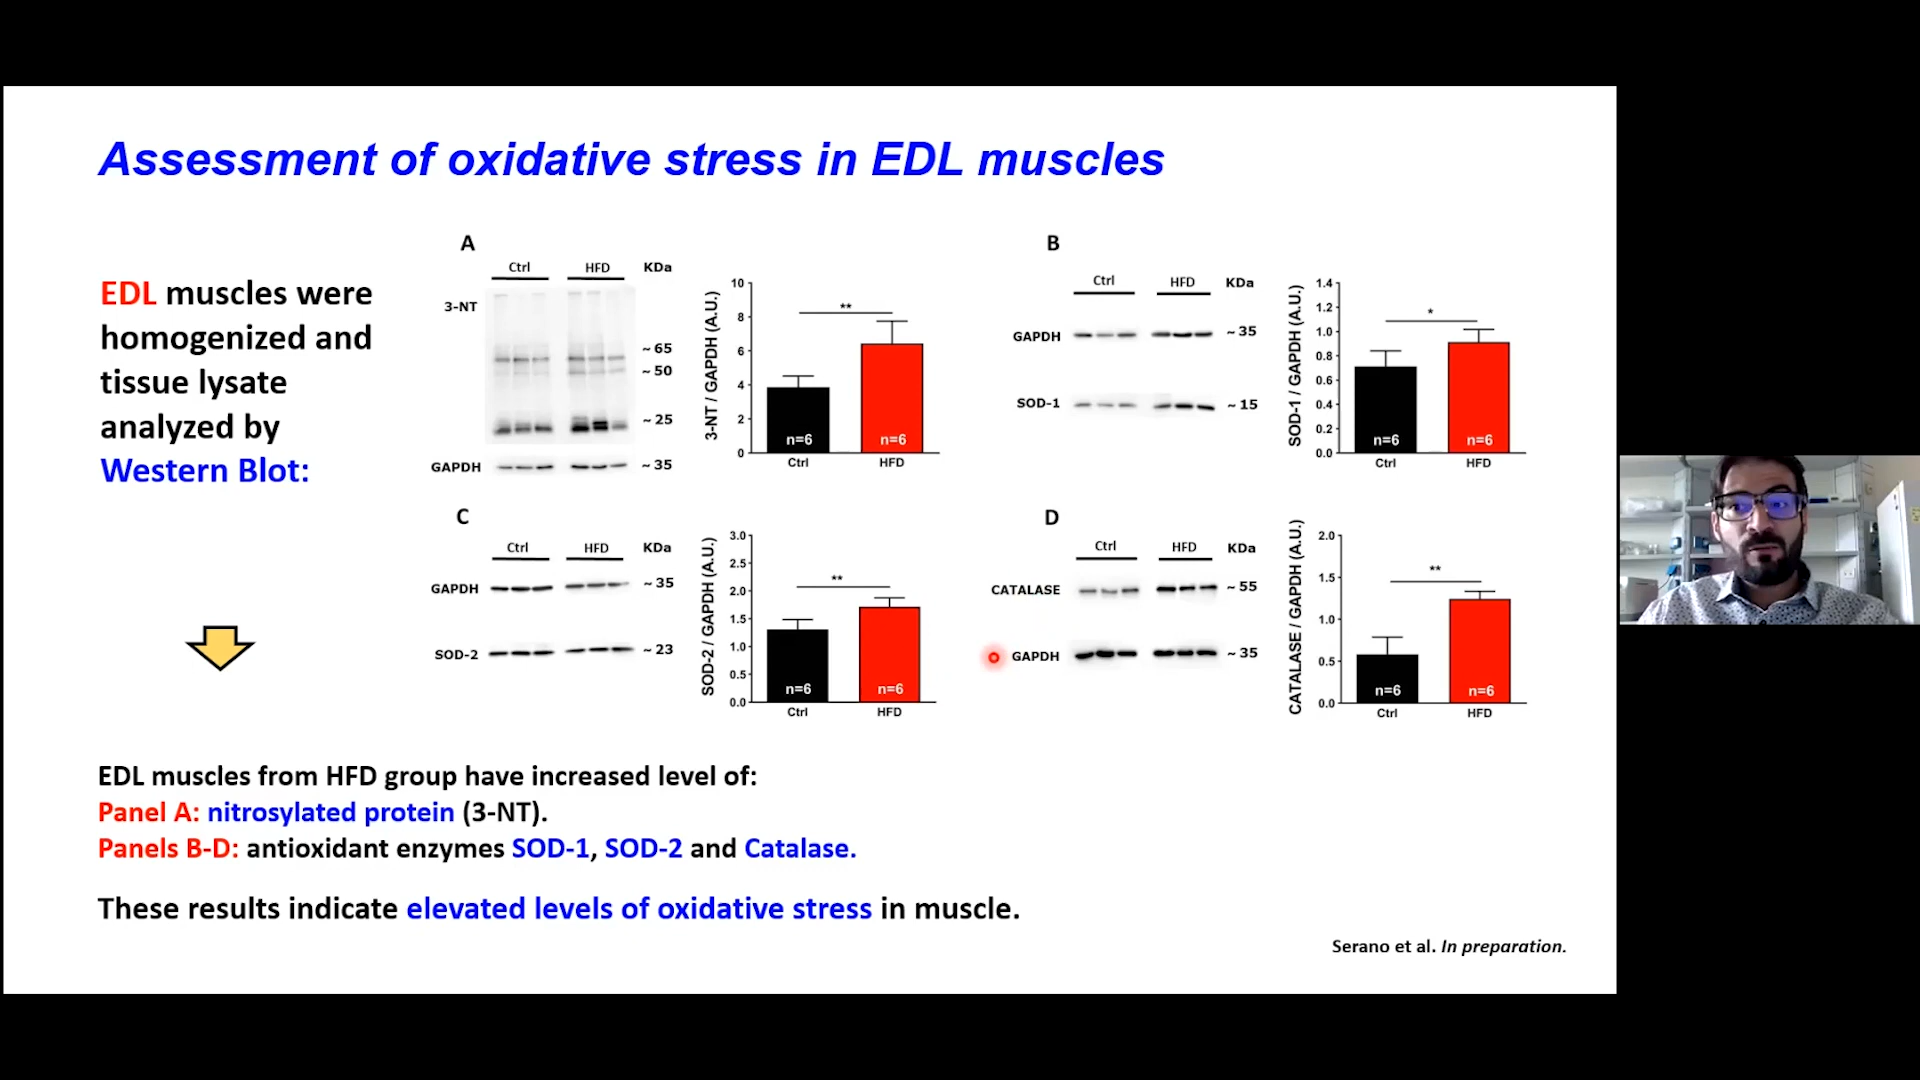 Assessment of oxidative stress in EDL muscles
EDL muscles were
homogenized and
tissue lysate
analyzed by
Western Blot:
A
Ctrl HFD KDa
3-NT
~ 65
~ 50
~ 25
GAPDH ~ 35
3-NT / GAPDH (A.U.)
10
8
6
4
2
0
**
n=6 n=6
Ctrl HFD
B
Ctrl HFD KDa
GAPDH ~ 35
SOD-1 ~ 15
SOD-1 / GAPDH (A.U.)
1.4
1.2
1.0
0.8
0.6
0.4
0.2
0.0
*
n=6 n=6
Ctrl HFD
C
Ctrl HFD KDa
GAPDH ~ 35
SOD-2 ~ 23
SOD-2 / GAPDH (A.U.)
3.0
2.5
2.0
1.5
1.0
0.5
0.0
**
n=6 n=6
Ctrl HFD
D
Ctrl HFD KDa
CATALASE ~ 55
GAPDH ~ 35
CATALASE / GAPDH (A.U.)
2.0
1.5
1.0
0.5
0.0
**
n=6 n=6
Ctrl HFD
EDL muscles from HFD group have increased level of:
Panel A: nitrosylated protein (3-NT).
Panels B-D: antioxidant enzymes SOD-1, SOD-2 and Catalase.
These results indicate elevated levels of oxidative stress in muscle.
Serano et al. In preparation.